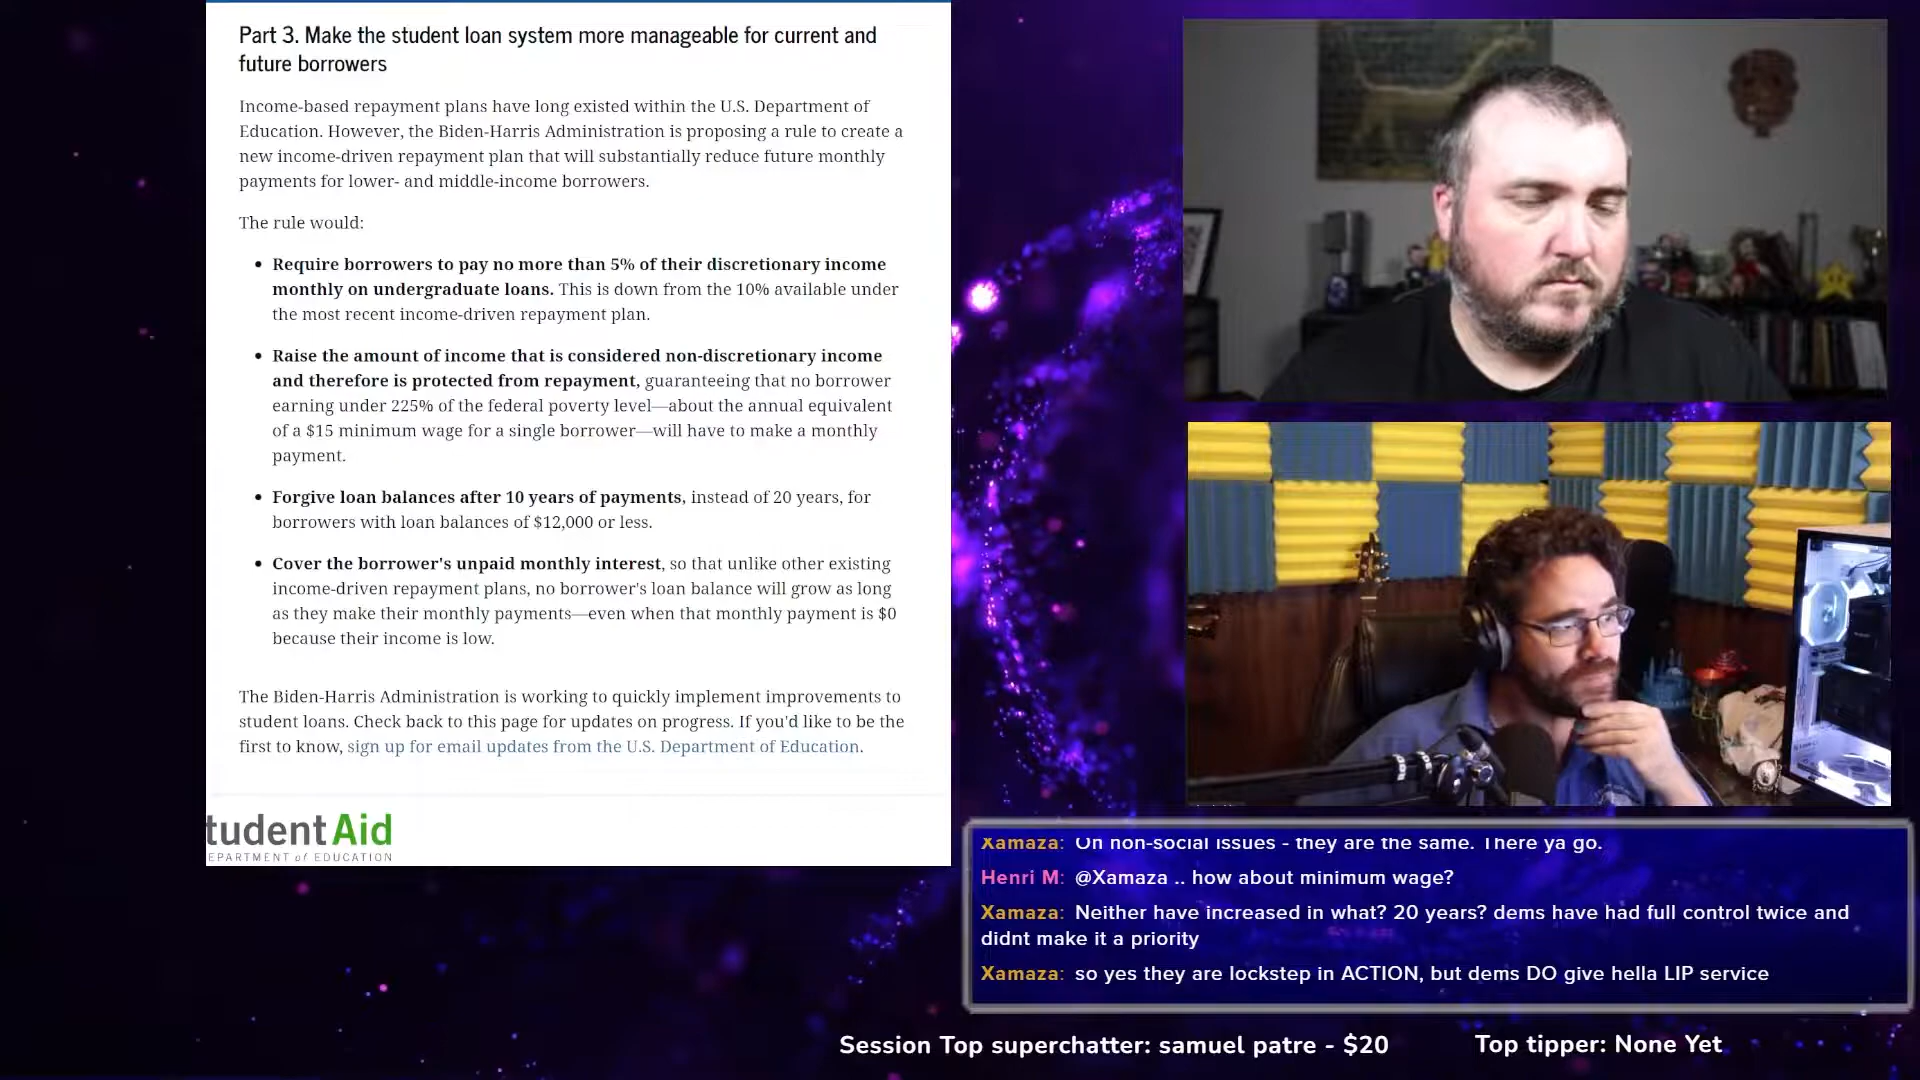 Part 3. Make the student loan system more manageable for current and
future borrowers
Income-based repayment plans have long existed within the U.S. Department of
Education. However, the Biden-Harris Administration is proposing a rule to create a
new income-driven repayment plan that will substantially reduce future monthly
payments for lower- and middle-income borrowers.
The rule would:
Require borrowers to pay no more than 5% of their discretionary income
monthly on undergraduate loans. This is down from the 10% available under
the most recent income-driven repayment plan.
Raise the amount of income that is considered non-discretionary income
and therefore is protected from repayment, guaranteeing that no borrower
earning under 225% of the federal poverty level—about the annual equivalent
of a $15 minimum wage for a single borrower—will have to make a monthly
payment.
Forgive loan balances after 10 years of payments, instead of 20 years, for
borrowers with loan balances of $12,000 or less.
Cover the borrower's unpaid monthly interest, so that unlike other existing
income-driven repayment plans, no borrower's loan balance will grow as long
as they make their monthly payments—even when that monthly payment is $0
because their income is low.
The Biden-Harris Administration is working to quickly implement improvements to
student loans. Check back to this page for updates on progress. If you'd like to be the
first to know, sign up for email updates from the U.S. Department of Education.
tudent Aid
EPARTMENT of EDUCATION
Xamaza: On non-social issues - they are the same. There ya go.
Henri M: @Xamaza .. how about minimum wage?
Xamaza: Neither have increased in what? 20 years? dems have had full control twice and
didnt make it a priority
Xamaza: so yes they are lockstep in ACTION, but dems DO give hella LIP service
Session Top superchatter: samuel patre - $20
Top tipper: None Yet